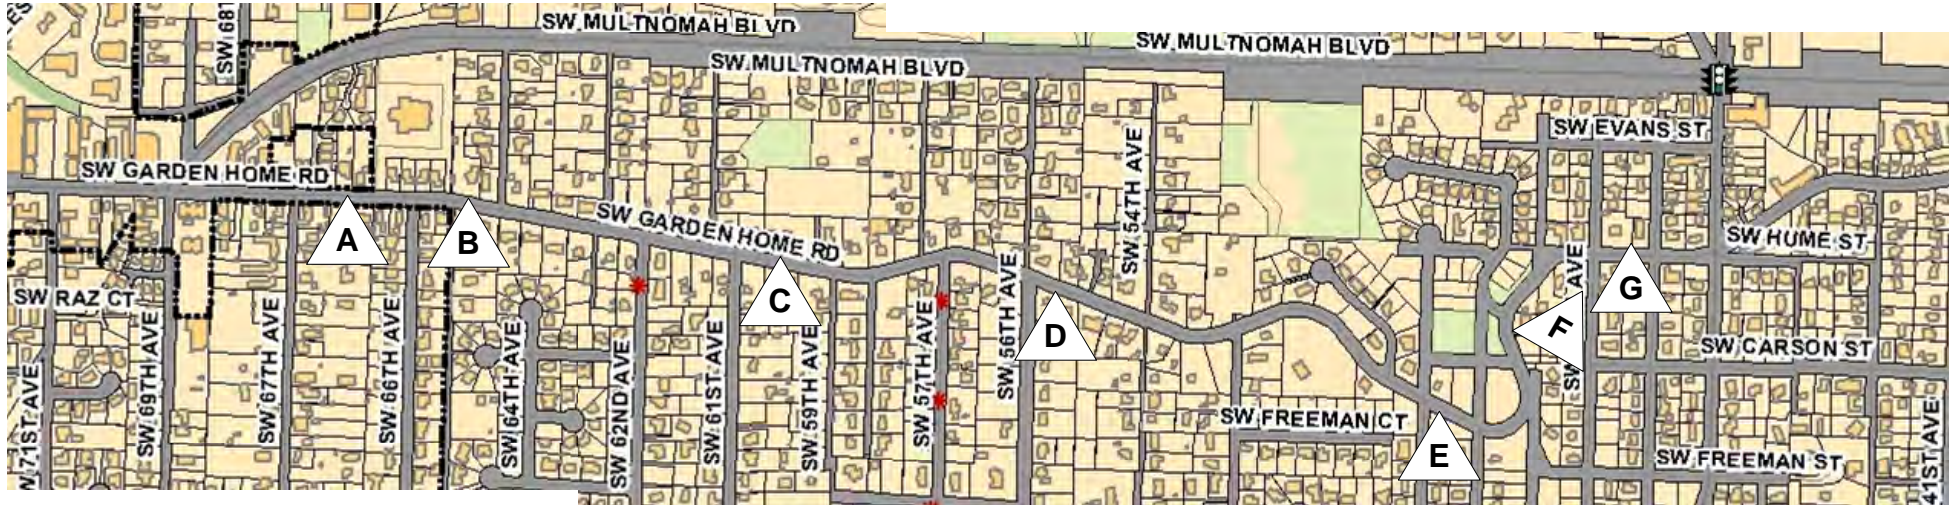 SW 68T
SW MULTNOMAH BLVD
SW MULTNOMAH BLVD
SW MULTNOMAH BLVD
SW EVANS ST
SW GARDEN HOME RD
SW GARDEN HOME RD
SW 54TH AVE
SW HUME ST
A
B
C
D
E
F
G
SW RAZ CT
SW 71ST AVE
SW 69TH AVE
SW 67TH AVE
SW 66TH AVE
SW 64TH AVE
SW 62ND AVE
SW 61ST AVE
SW 59TH AVE
SW 57TH AVE
SW 56TH AVE
SW CARSON ST
SW FREEMAN CT
SW FREEMAN ST
41ST AVE